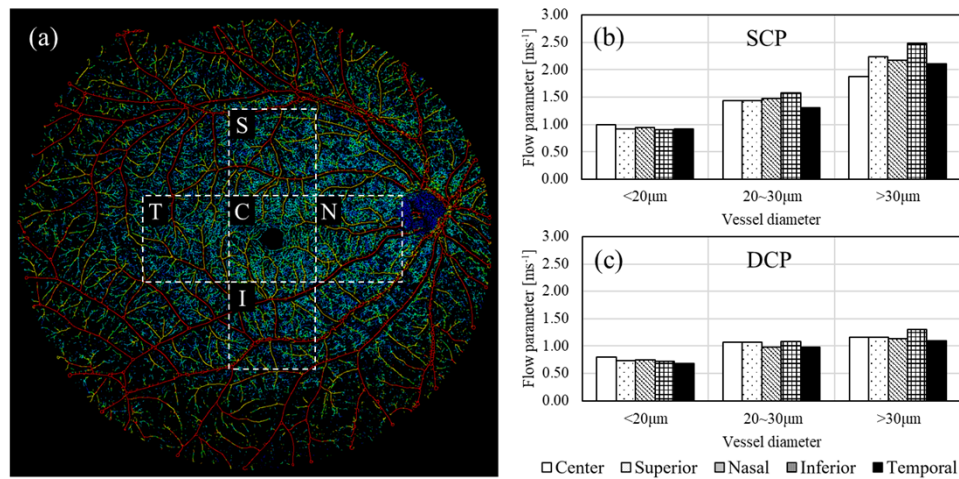 (a)
S
T
C
N
I
(b)
SCP
Flow parameter [ms⁻¹]
3.00
2.50
2.00
1.50
1.00
0.50
0.00
<20μm
20~30μm
>30μm
Vessel diameter
(c)
DCP
Flow parameter [ms⁻¹]
3.00
2.50
2.00
1.50
1.00
0.50
0.00
<20μm
20~30μm
>30μm
Vessel diameter
Center Superior Nasal Inferior Temporal